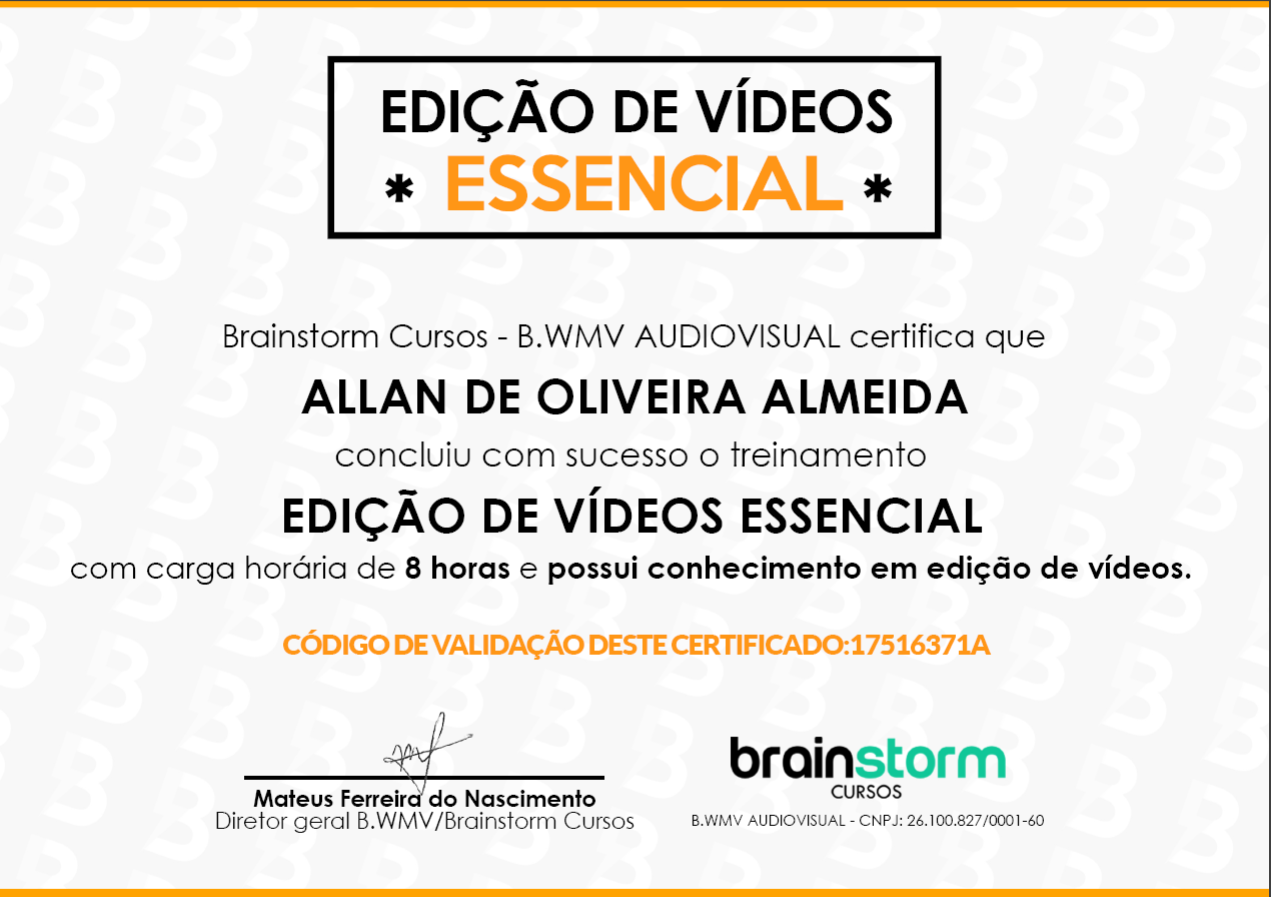 EDIÇÃO DE VÍDEOS
* ESSENCIAL *
Brainstorm Cursos - B.WMV AUDIOVISUAL certifica que
ALLAN DE OLIVEIRA ALMEIDA
concluiu com sucesso o treinamento
EDIÇÃO DE VÍDEOS ESSENCIAL
com carga horária de 8 horas e possui conhecimento em edição de vídeos.
CÓDIGO DE VALIDAÇÃO DESTE CERTIFICADO:17516371A
Mateus Ferreira do Nascimento
Diretor geral B.WMV/Brainstorm Cursos
brainstorm
CURSOS
B.WMV AUDIOVISUAL - CNPJ: 26.100.827/0001-60